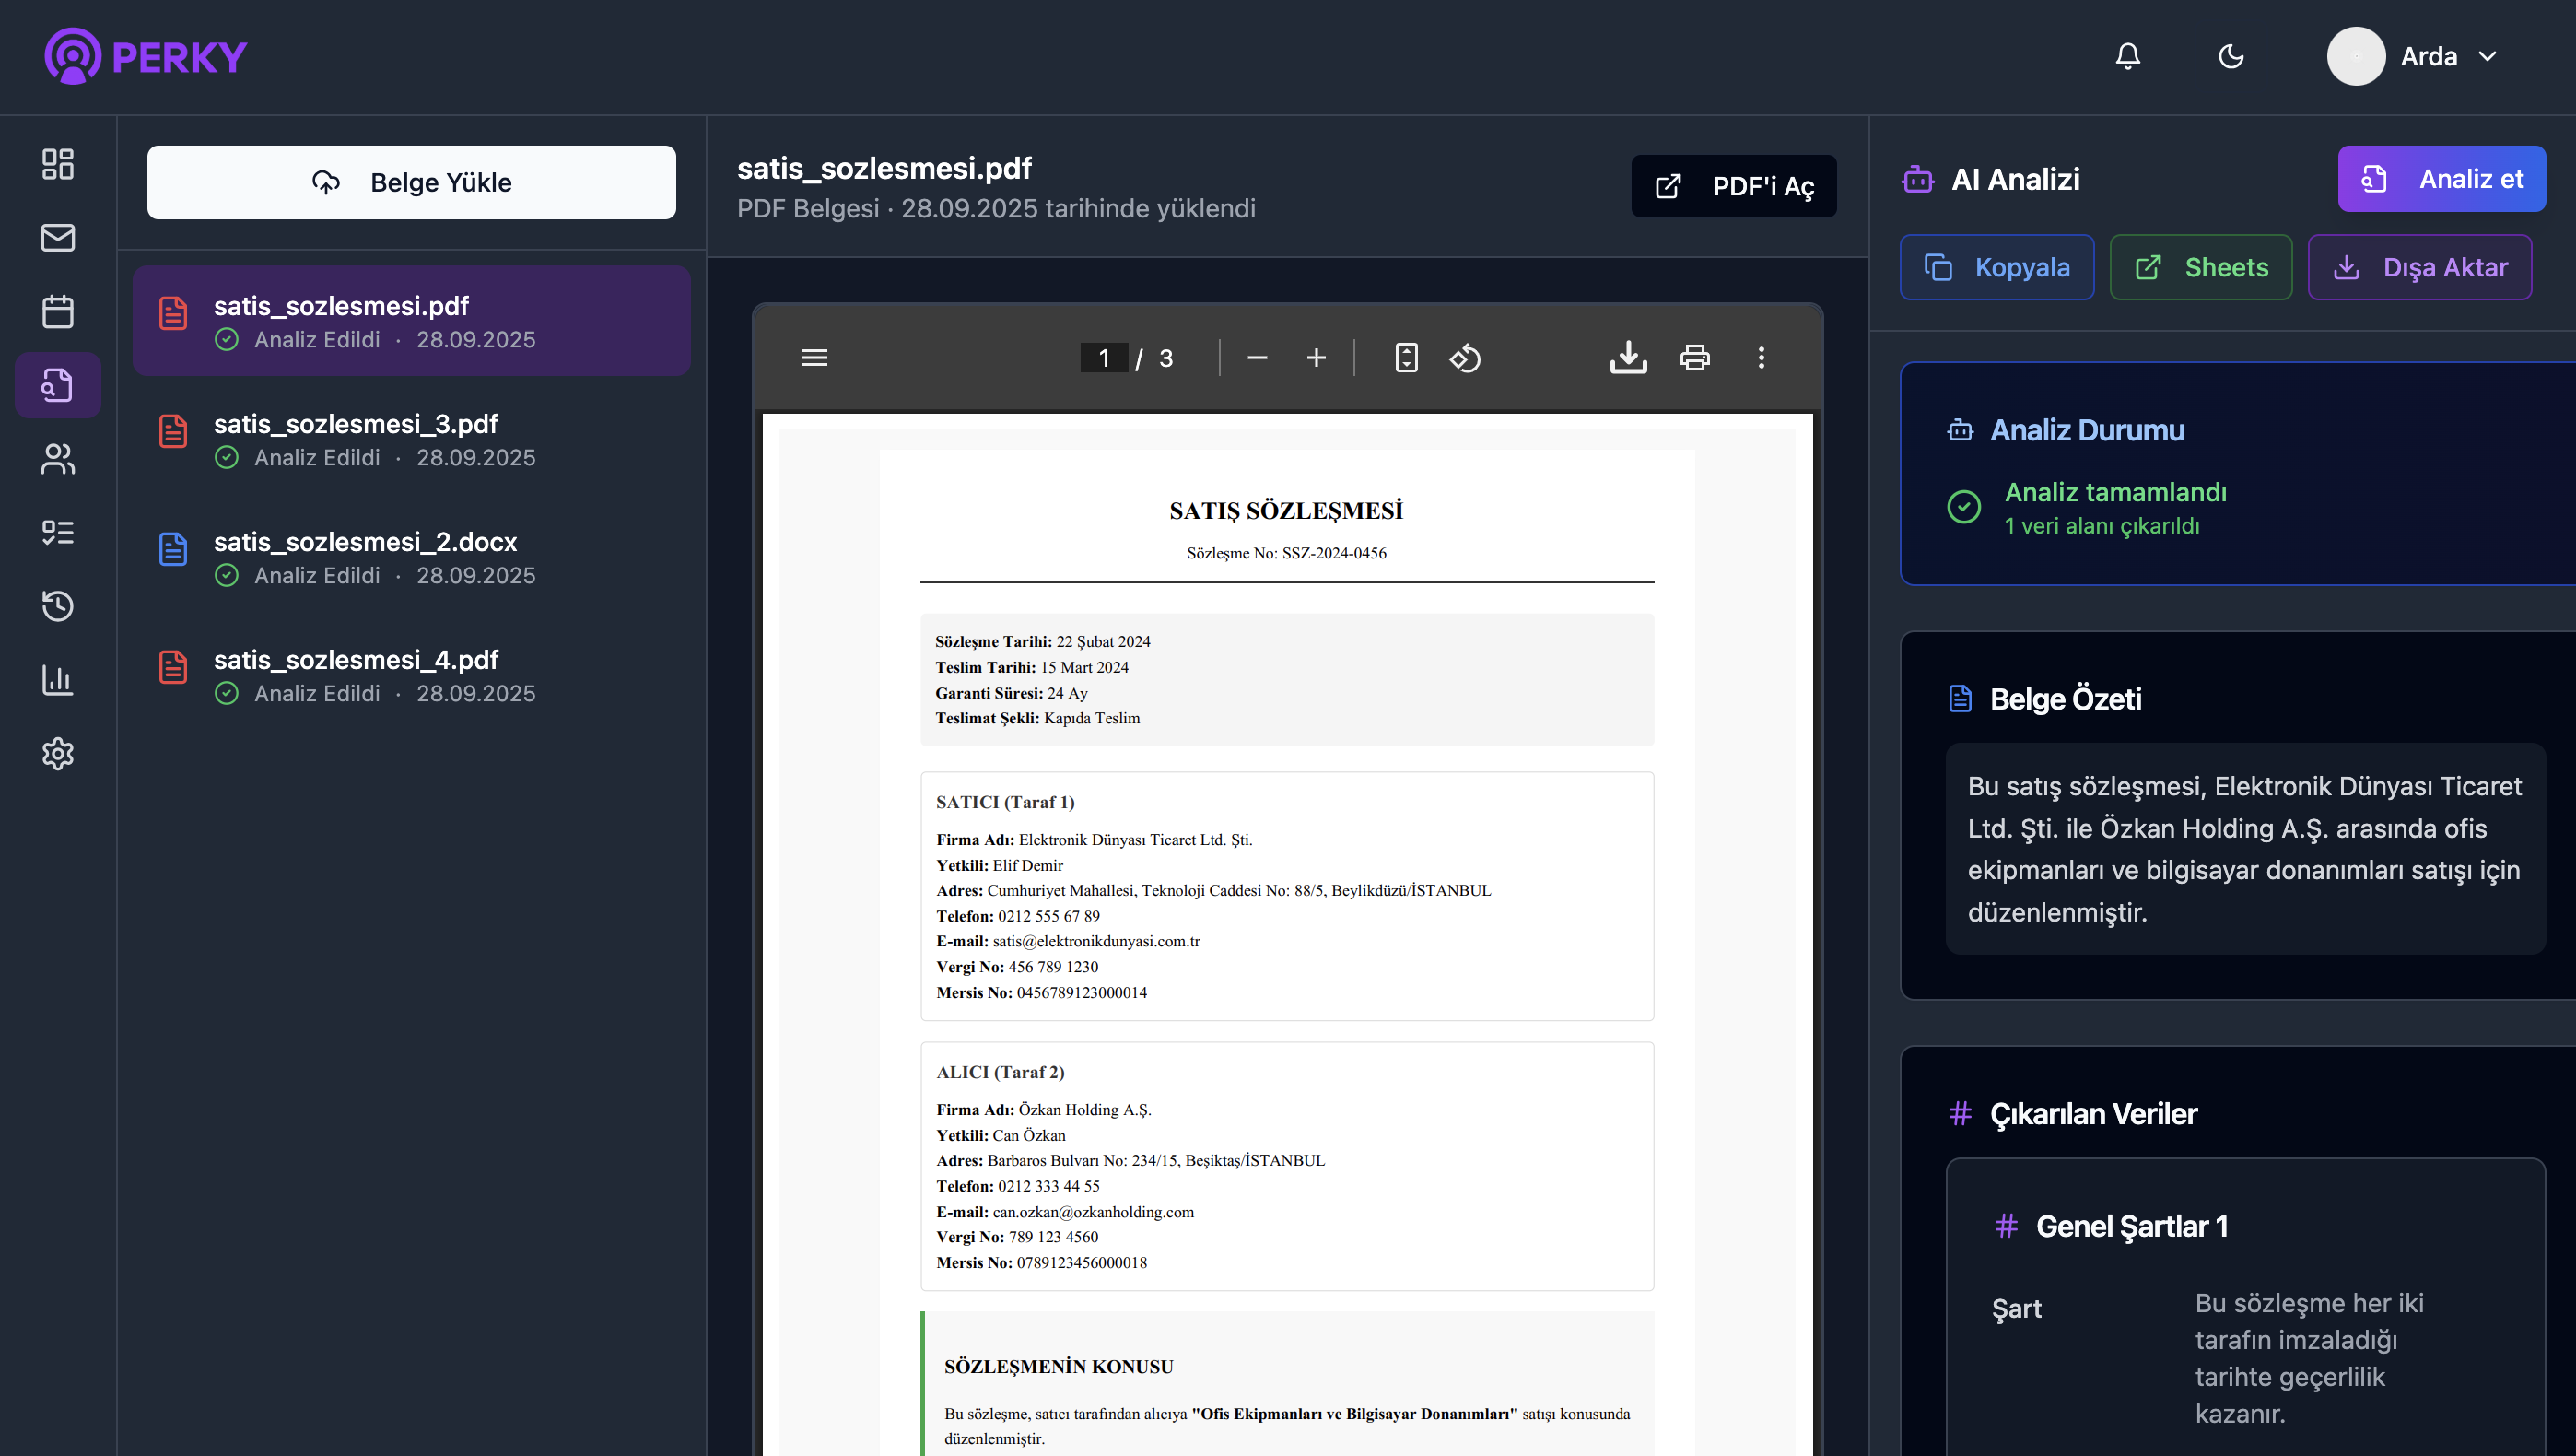 PERKY
Arda
Belge Yükle
satis_sozlesmesi.pdf
Analiz Edildi · 28.09.2025
satis_sozlesmesi_3.pdf
Analiz Edildi · 28.09.2025
satis_sozlesmesi_2.docx
Analiz Edildi · 28.09.2025
satis_sozlesmesi_4.pdf
Analiz Edildi · 28.09.2025
satis_sozlesmesi.pdf
PDF Belgesi · 28.09.2025 tarihinde yüklendi
PDF'i Aç
1 / 3
SATIŞ SÖZLEŞMESİ
Sözleşme No: SSZ-2024-0456
Sözleşme Tarihi: 22 Şubat 2024
Teslim Tarihi: 15 Mart 2024
Garanti Süresi: 24 Ay
Teslimat Şekli: Kapıda Teslim
SATICI (Taraf 1)
Firma Adı: Elektronik Dünyası Ticaret Ltd. Şti.
Yetkili: Elif Demir
Adres: Cumhuriyet Mahallesi, Teknoloji Caddesi No: 88/5, Beylikdüzü/İSTANBUL
Telefon: 0212 555 67 89
E-mail: satis@elektronikdunyasi.com.tr
Vergi No: 456 789 1230
Mersis No: 0456789123000014
ALICI (Taraf 2)
Firma Adı: Özkan Holding A.Ş.
Yetkili: Can Özkan
Adres: Barbaros Bulvarı No: 234/15, Beşiktaş/İSTANBUL
Telefon: 0212 333 44 55
E-mail: can.ozkan@ozkanholding.com
Vergi No: 789 123 4560
Mersis No: 0789123456000018
SÖZLEŞMENİN KONUSU
Bu sözleşme, satıcı tarafından alıcıya "Ofis Ekipmanları ve Bilgisayar Donanımları" satışı konusunda
düzenlenmiştir.
AI Analizi
Analiz et
Kopyala
Sheets
Dışa Aktar
Analiz Durumu
Analiz tamamlandı
1 veri alanı çıkarıldı
Belge Özeti
Bu satış sözleşmesi, Elektronik Dünyası Ticaret
Ltd. Şti. ile Özkan Holding A.Ş. arasında ofis
ekipmanları ve bilgisayar donanımları satışı için
düzenlenmiştir.
Çıkarılan Veriler
Genel Şartlar 1
Şart
Bu sözleşme her iki
tarafın imzaladığı
tarihte geçerlilik
kazanır.